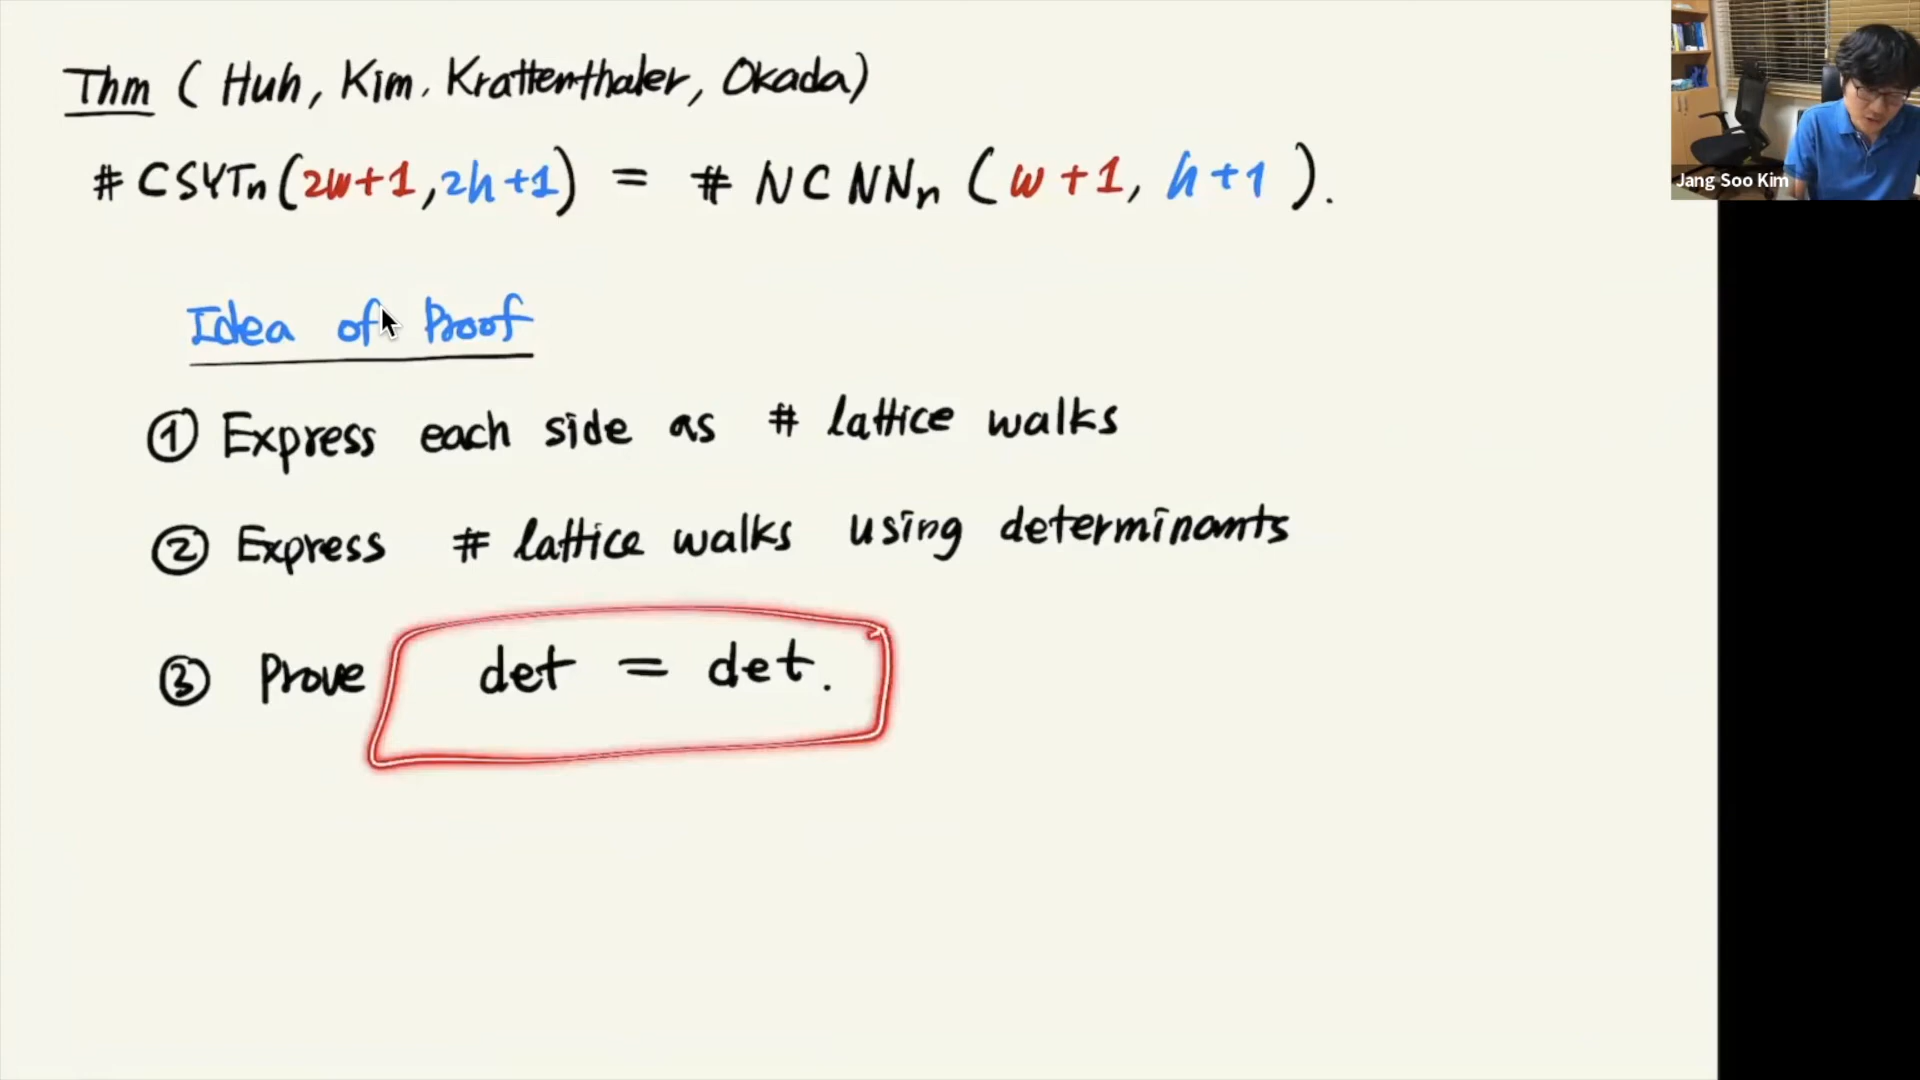 Thm (Huh, Kim, Krattenthaler, Okada)
# CSYTn (2w+1, 2h+1) = # NCNNn (w+1, h+1).
Idea of Proof
① Express each side as # lattice walks
② Express # lattice walks using determinants
③ Prove det = det.
Jang Soo Kim